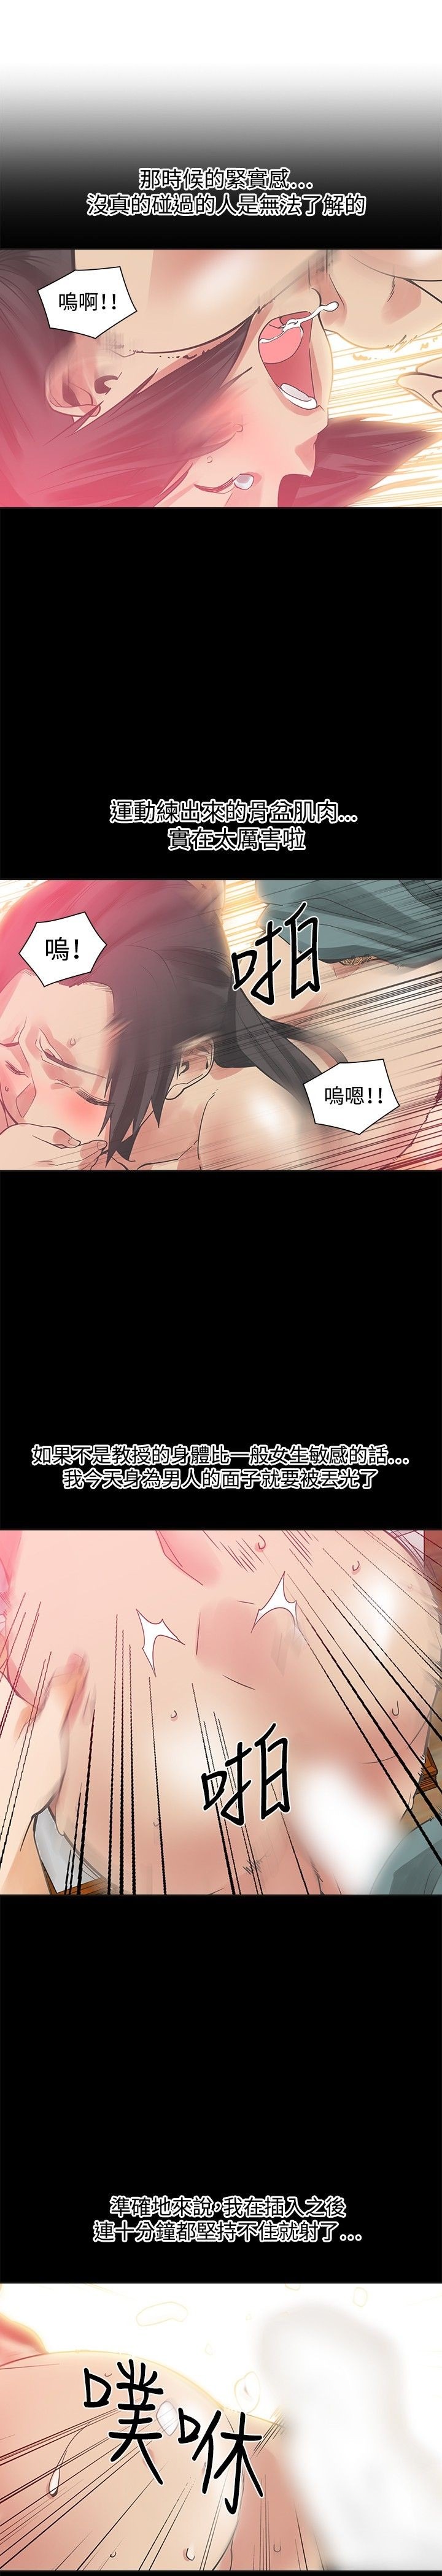 那時候的緊實感...
沒真的碰過的人是無法了解的
嗚啊!!
運動練出來的骨盆肌肉...
實在太厲害啦
啪
嗚!
嗚嗯!!
如果不是教授的身體比一般女生敏感的話...
我今天身為男人的面子就要被丟光了
啪
準確地來說，我在插入之後
連十分鐘都堅持不住就射了...
噗咻